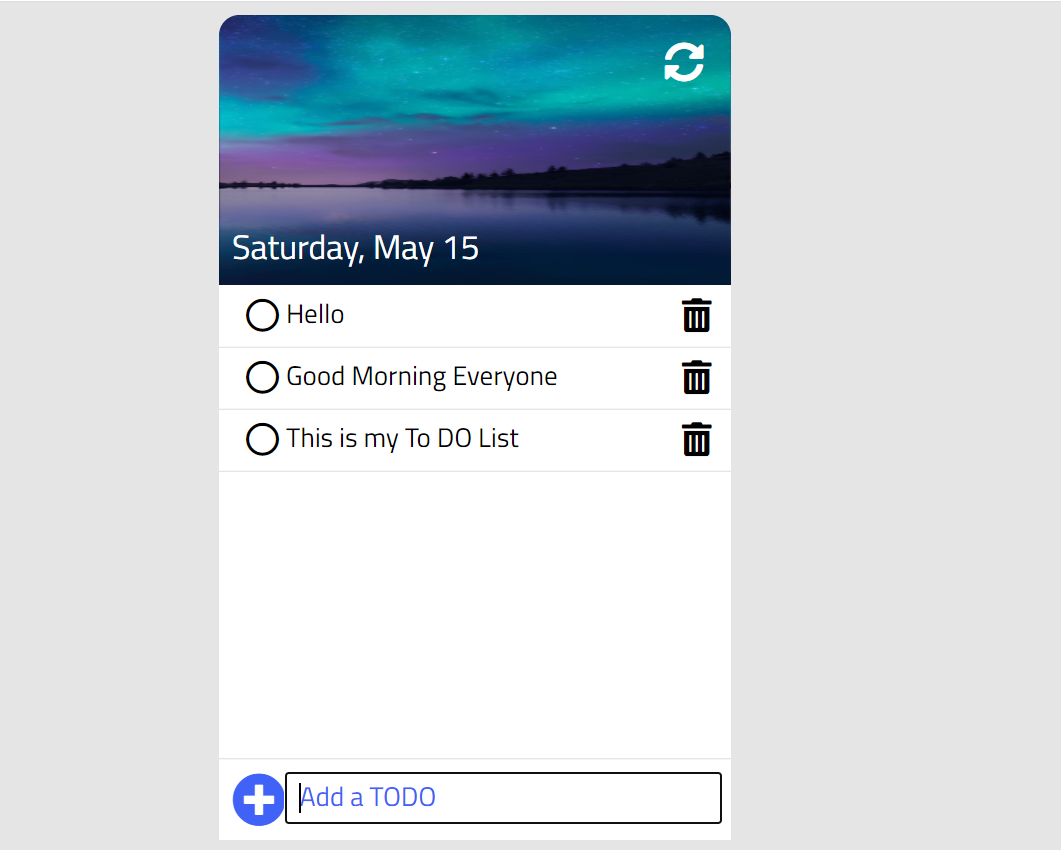 Saturday, May 15
Hello
Good Morning Everyone
This is my To DO List
Add a TODO